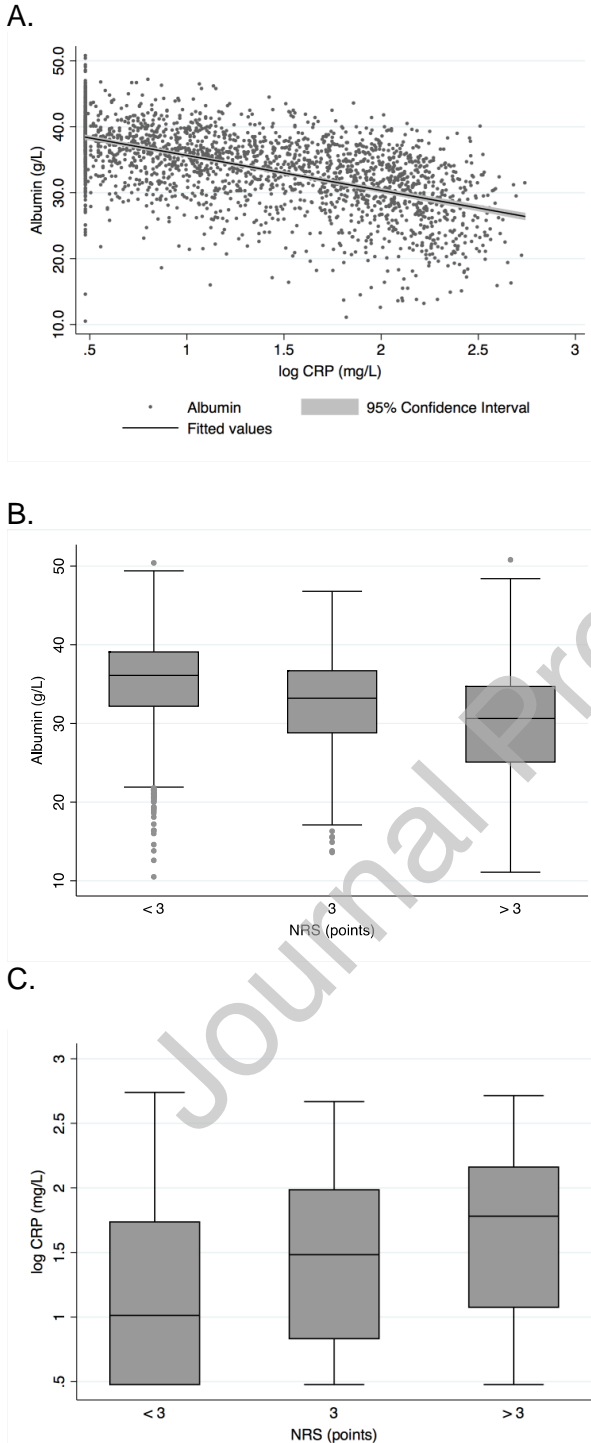 A.
50.0
40.0
30.0
20.0
10.0
Albumin (g/L)
.5 1 1.5 2 2.5 3
log CRP (mg/L)
Albumin 95% Confidence Interval
Fitted values
B.
50
40
30
20
10
Albumin (g/L)
< 3 3 > 3
NRS (points)
C.
3
2.5
2
1.5
1
.5
log CRP (mg/L)
< 3 3 > 3
NRS (points)
Journal Pre